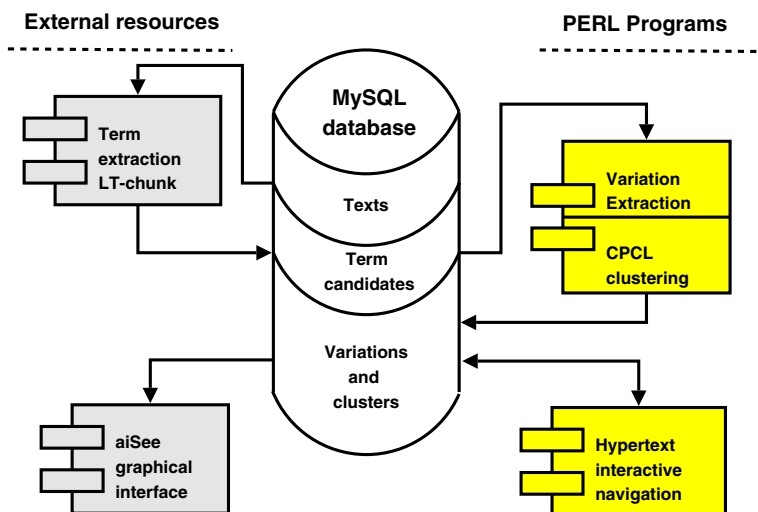 External resources
PERL Programs
MySQL
database
Term
extraction
LT-chunk
Texts
Term
candidates
Variations
and
clusters
Variation
Extraction
CPCL
clustering
aiSee
graphical
interface
Hypertext
interactive
navigation